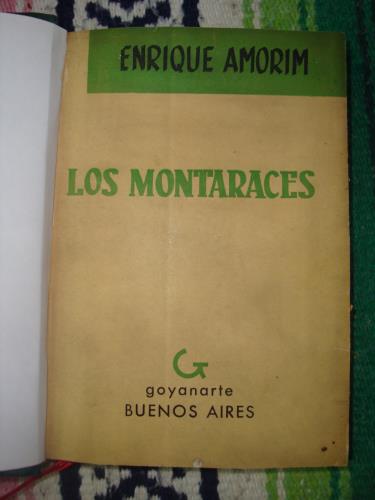 ENRIQUE AMORIM
LOS MONTARACES
G
goyanarte
BUENOS AIRES